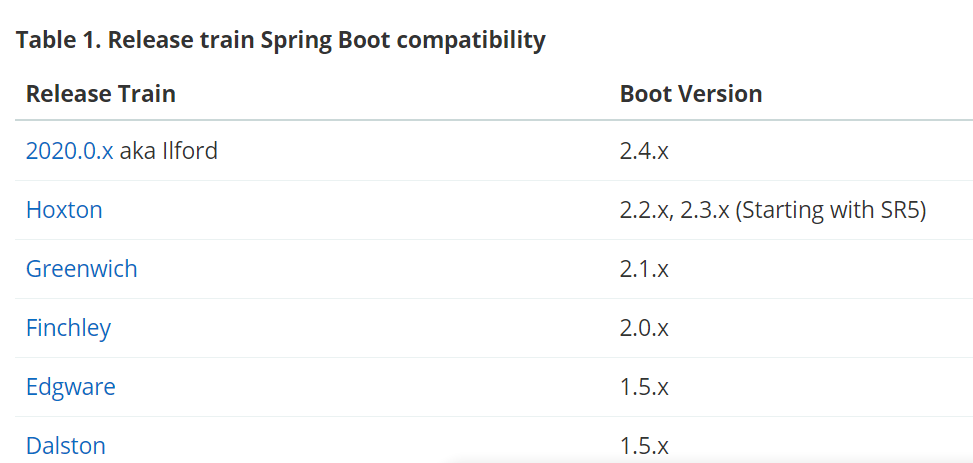 Table 1. Release train Spring Boot compatibility
Release Train Boot Version
2020.0.x aka Ilford 2.4.x
Hoxton 2.2.x, 2.3.x (Starting with SR5)
Greenwich 2.1.x
Finchley 2.0.x
Edgware 1.5.x
Dalston 1.5.x